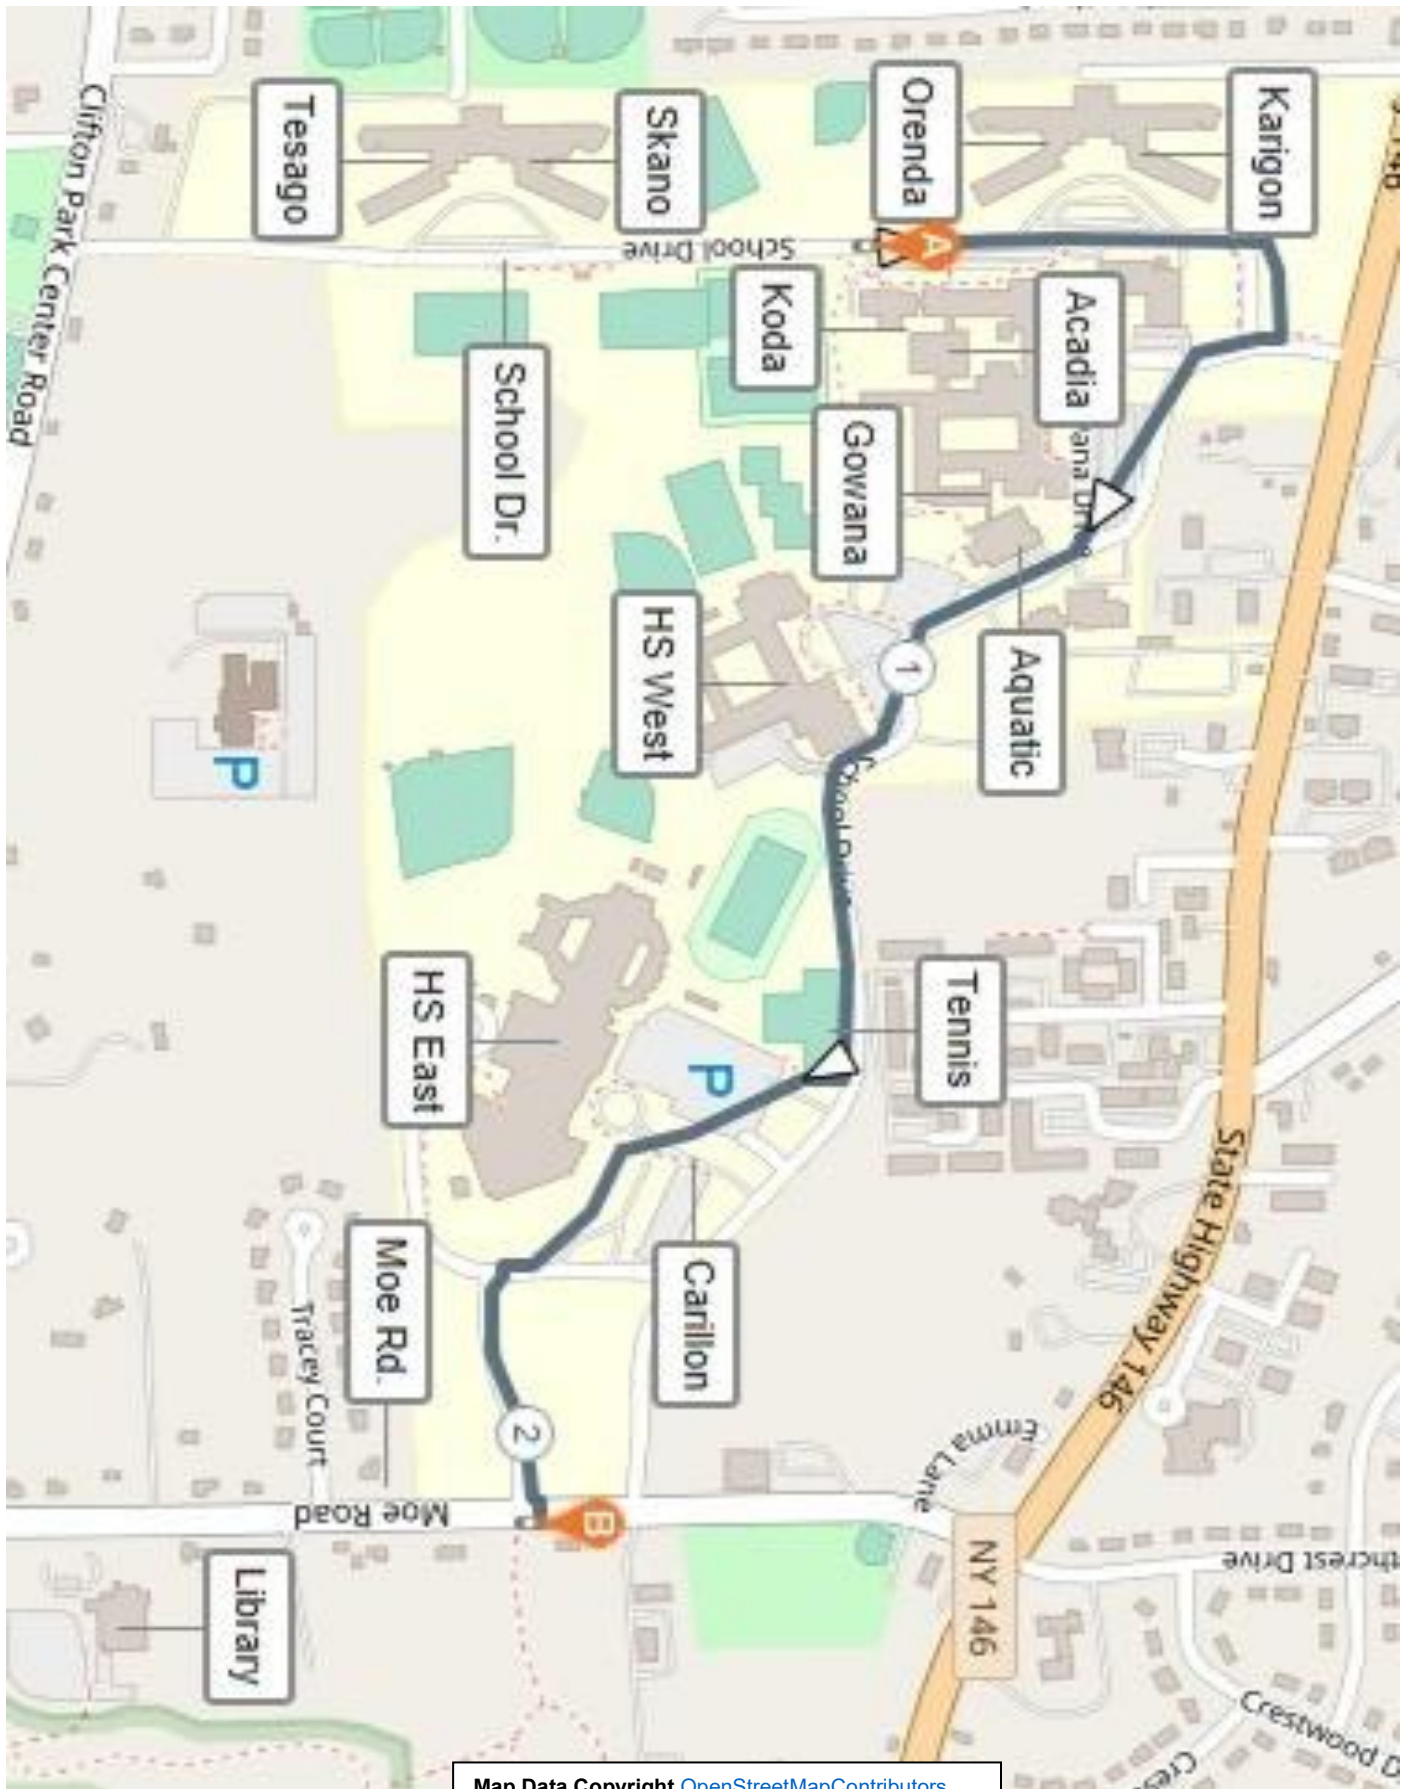 Karigon
Orenda
Skano
Tesago
Clifton Park Center Road
School Drive
A
Acadia
Koda
School Dr.
Gowana
HS West
Aquatic
1
P
Tennis
HS East
P
State Highway 146
Carillon
Moe Rd.
Tracey Court
2
Emma Lane
Moe Road
B
NY 146
Library
Crestwood D
Map Data Copyright OpenStreetMapContributors